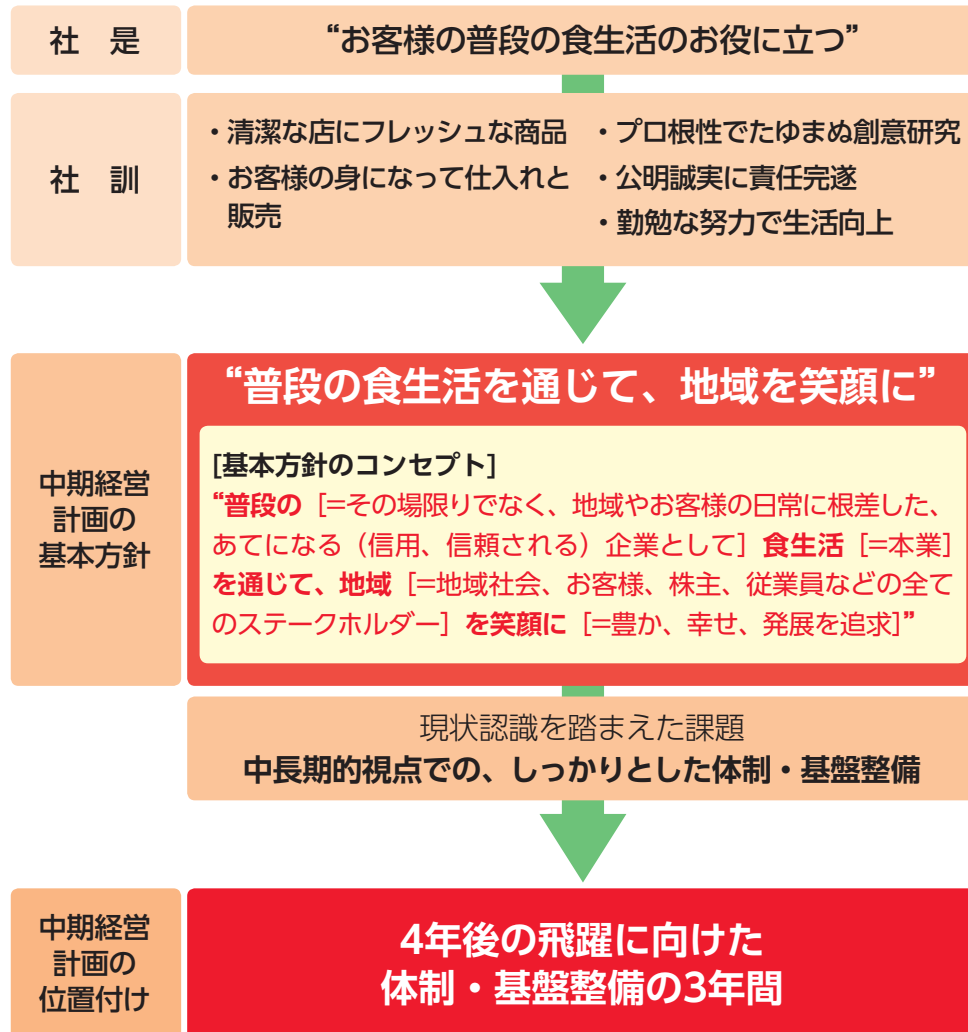 社　是
“お客様の普段の食生活のお役に立つ”
社　訓
・清潔な店にフレッシュな商品
・お客様の身になって仕入れと
販売
・プロ根性でたゆまぬ創意研究
・公明誠実に責任完遂
・勤勉な努力で生活向上
中期経営
計画の
基本方針
“普段の食生活を通じて、地域を笑顔に”
[基本方針のコンセプト]
“普段の［=その場限りでなく、地域やお客様の日常に根差した、
あてになる（信用、信頼される）企業として］食生活［=本業］
を通じて、地域［=地域社会、お客様、株主、従業員などの全て
のステークホルダー］を笑顔に［=豊か、幸せ、発展を追求］”
現状認識を踏まえた課題
中長期的視点での、しっかりとした体制・基盤整備
中期経営
計画の
位置付け
4年後の飛躍に向けた
体制・基盤整備の3年間